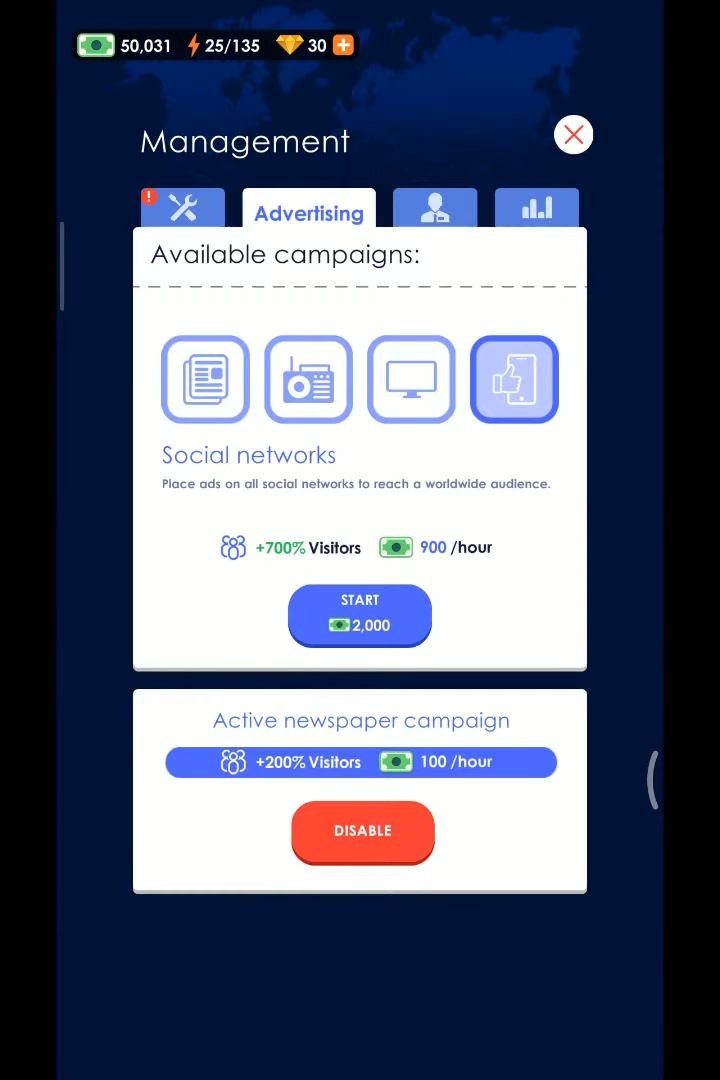 50,031 25/135 30
Management
!
Advertising
Available campaigns:
Social networks
Place ads on all social networks to reach a worldwide audience.
+700% Visitors 900 /hour
START
2,000
Active newspaper campaign
+200% Visitors 100 /hour
DISABLE